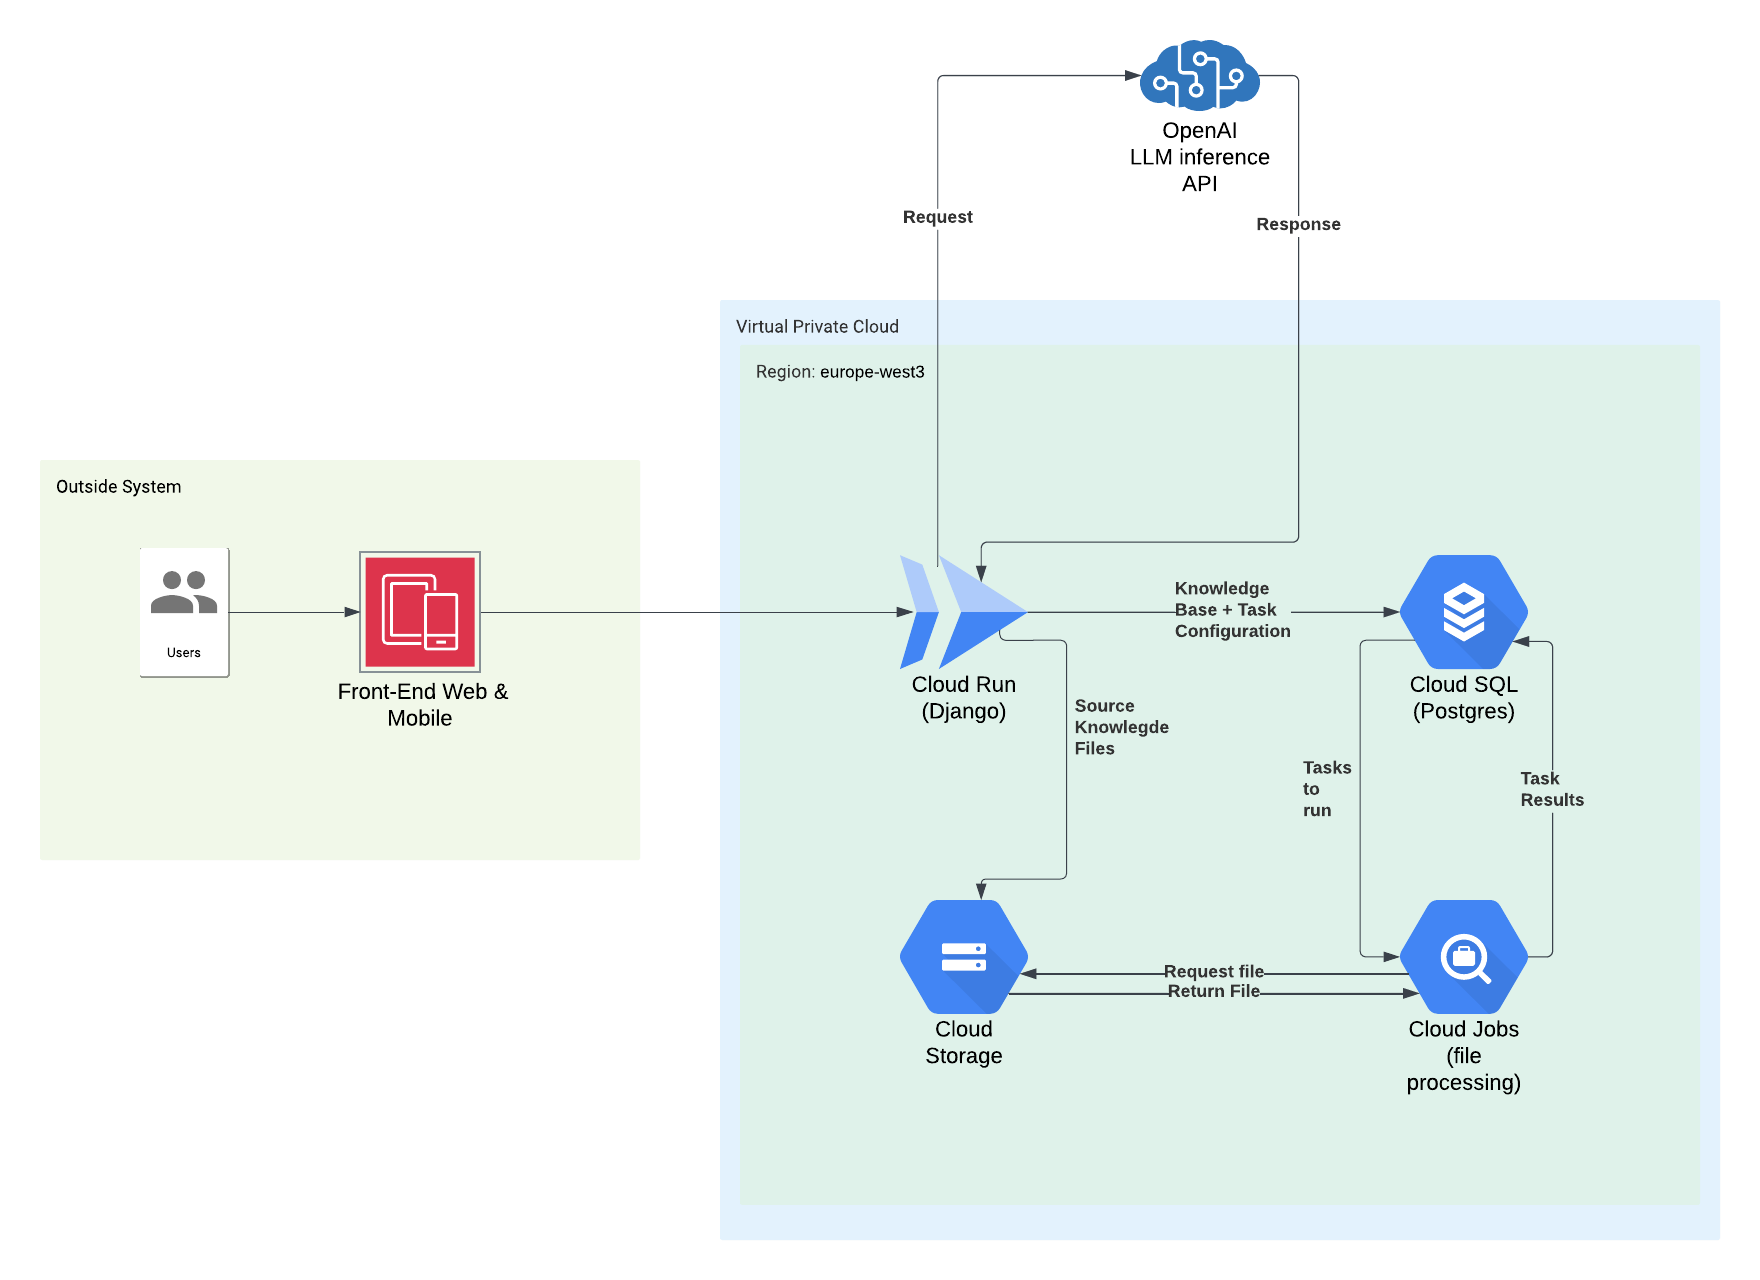 OpenAI
LLM inference
API
Request
Response
Virtual Private Cloud
Region: europe-west3
Outside System
Users
Front-End Web &
Mobile
Cloud Run
(Django)
Knowledge
Base + Task
Configuration
Cloud SQL
(Postgres)
Source
Knowlegde
Files
Tasks
to
run
Task
Results
Request file
Return File
Cloud
Storage
Cloud Jobs
(file
processing)